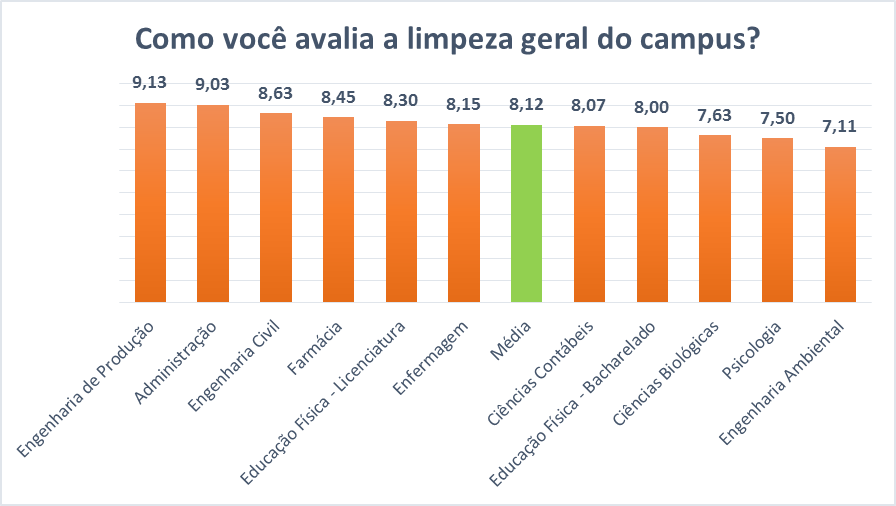 Como você avalia a limpeza geral do campus?
9,13
9,03
8,63
8,45
8,30
8,15
8,12
8,07
8,00
7,63
7,50
7,11
Engenharia de Produção
Administração
Engenharia Civil
Farmácia
Educação Física - Licenciatura
Enfermagem
Média
Ciências Contábeis
Educação Física - Bacharelado
Ciências Biológicas
Psicologia
Engenharia Ambiental